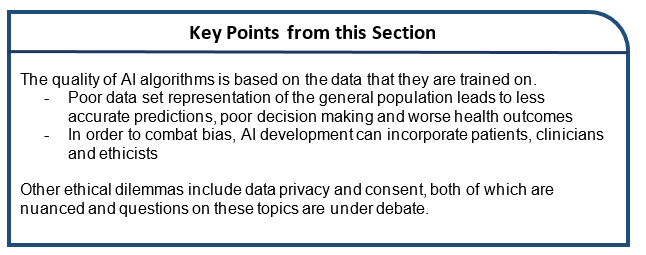 Key Points from this Section
The quality of AI algorithms is based on the data that they are trained on.
- Poor data set representation of the general population leads to less
accurate predictions, poor decision making and worse health outcomes
- In order to combat bias, AI development can incorporate patients, clinicians
and ethicists
Other ethical dilemmas include data privacy and consent, both of which are
nuanced and questions on these topics are under debate.